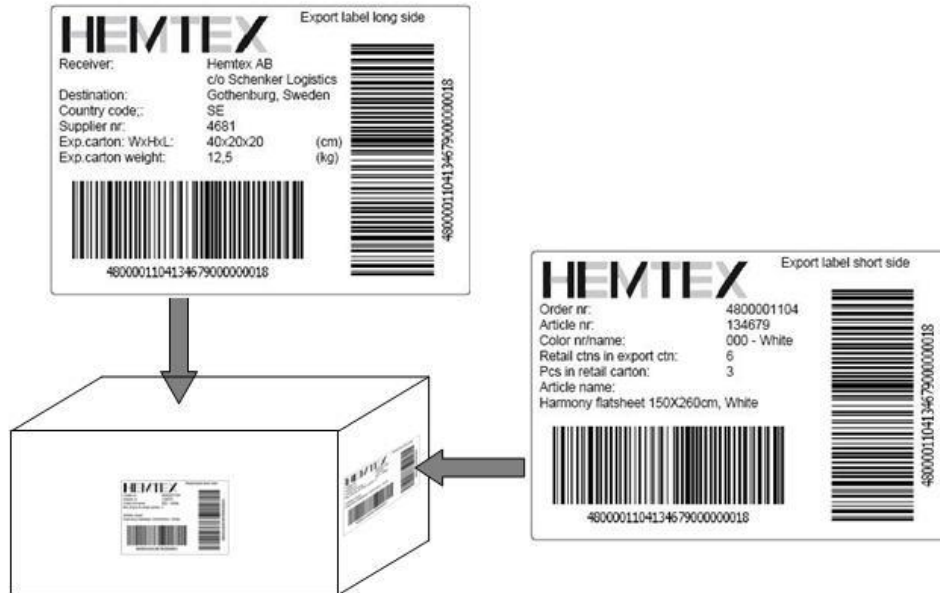 Export label long side
HEMTEX
Receiver: Hemtex AB
c/o Schenker Logistics
Destination: Gothenburg, Sweden
Country code;: SE
Supplier nr: 4681
Exp.carton: WxHxL: 40x20x20 (cm)
Exp.carton weight: 12,5 (kg)
480000110413467900000018
480000110413467900000018
Export label short side
HEMTEX
Order nr: 4800001104
Article nr: 134679
Color nr/name: 000 - White
Retail ctns in export ctn: 6
Pcs in retail carton: 3
Article name:
Harmony flatsheet 150X260cm, White
480000110413467900000018
480000110413467900000018
HEMTEX
HEMTEX